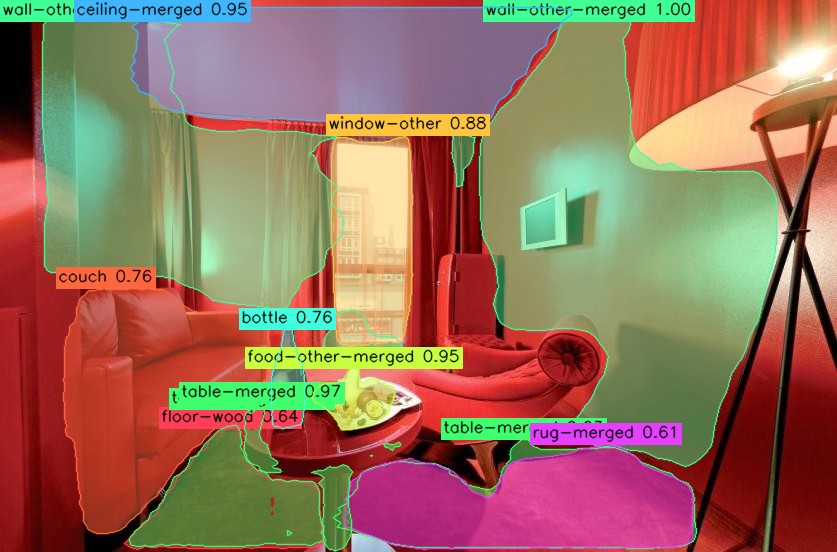 wall-oth
ceiling-merged 0.95
wall-other-merged 1.00
window-other 0.88
couch 0.76
bottle 0.76
food-other-merged 0.95
table-merged 0.97
floor-wood 0.64
table-mer
rug-merged 0.61